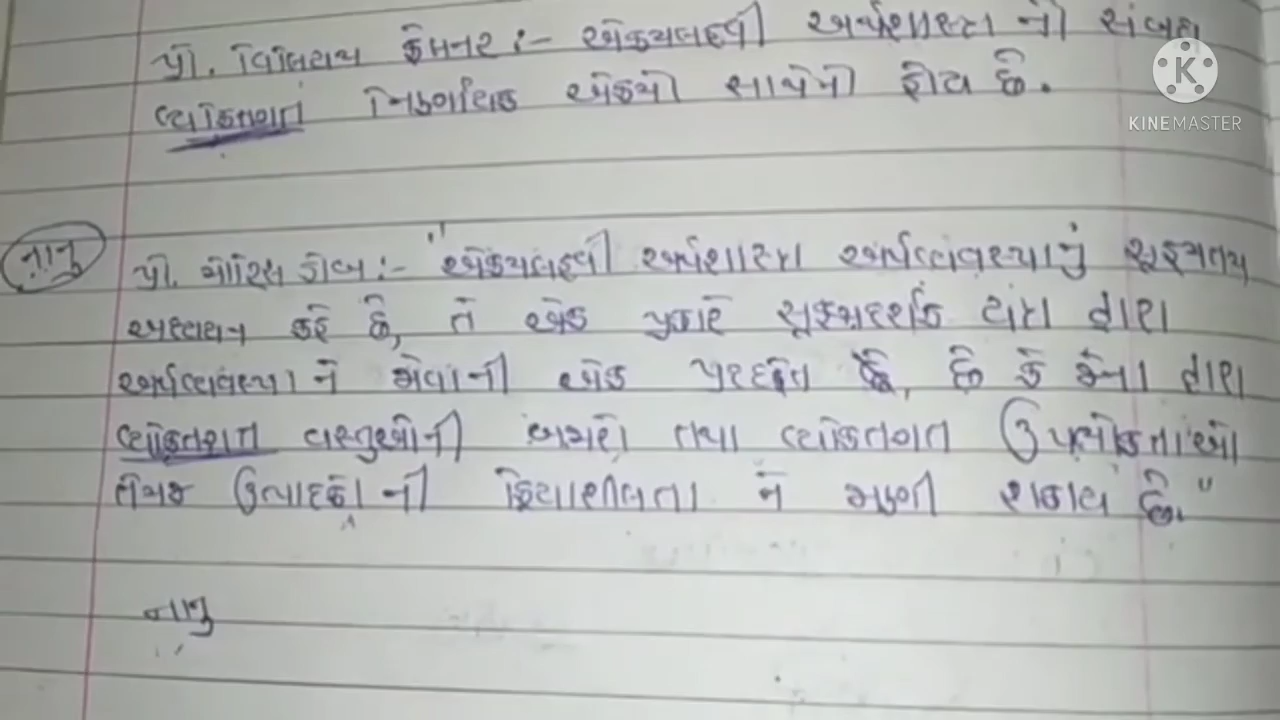 પ્રો. વિલિયમ ફેલનર :- એકમલક્ષી અર્થશાસ્ત્ર નો સંબંધ
વ્યક્તિગત નિર્ણાયક એકમો સાથેનો હોય છે.
KINEMASTER
નાનુ
પ્રો. મોરિસ ડોબ :- "એકમલક્ષી અર્થશાસ્ત્ર અર્થવ્યવસ્થાનું સૂક્ષ્મતમ
અધ્યયન કરે છે, તે એક પ્રકારે સૂક્ષ્મદર્શક યંત્ર દ્વારા
અર્થવ્યવસ્થા ને જોવાની એક પધ્ધતિ છે, કે જેના દ્વારા
વ્યક્તિગત વસ્તુઓની બજારો તથા વ્યક્તિગત ઉપભોક્તાઓ
તેમજ ઉત્પાદકો ની ક્રિયાશીલતા ને જાણી શકાય છે."
નાનુ